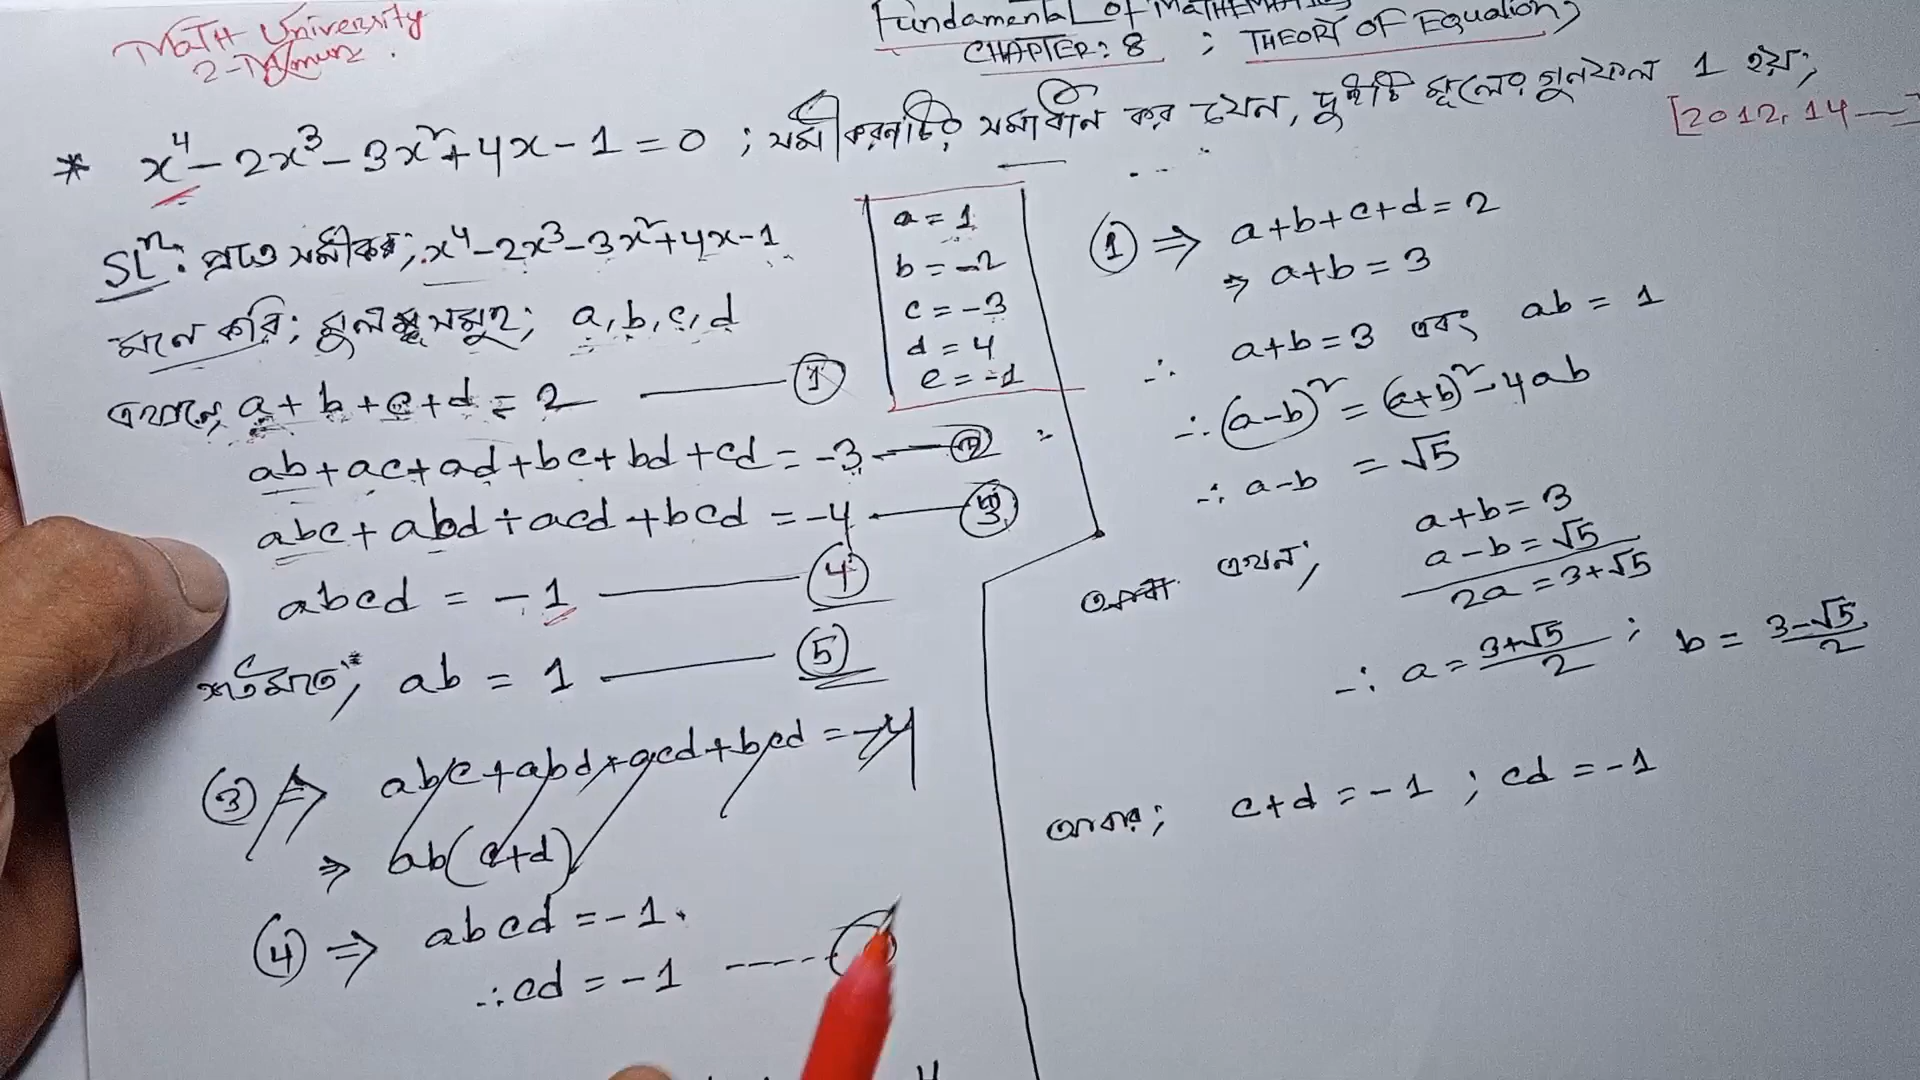 MATH University
Fundamental of MATHEMATICS
CHAPTER: 8 ; THEORY OF Equation;
* x⁴ - 2x³ - 3x² + 4x - 1 = 0 ; সমীকরণটির সমাধান কর যেন, দুইটি মূলের গুনফল 1 হয়;
[2012, 14 —]
Slⁿ: প্রদত্ত সমীকরণ; x⁴ - 2x³ - 3x² + 4x - 1
মনে করি; মূল সমূহ; a, b, c, d
এখানে, a + b + c + d = 2 —— ①
ab + ac + ad + bc + bd + cd = -3 ——
abc + abd + acd + bcd = -4 —— ③
abcd = -1 —— ④
শর্তমতে, ab = 1 —— ⑤
③ ⇒ abc + abd + acd + bcd = -4
⇒ ab(c+d)
④ ⇒ abcd = -1.
∴ cd = -1 -----
a = 1
b = -2
c = -3
d = 4
e = -1
① ⇒ a+b+c+d = 2
⇒ a+b = 3
∴ a+b = 3 এবং ab = 1
∴ (a-b)² = (a+b)² - 4ab
∴ a-b = √5
এখন; a+b = 3
a-b = √5
2a = 3+√5
∴ a = (3+√5)/2 ; b = (3-√5)/2
আবার; c+d = -1 ; cd = -1